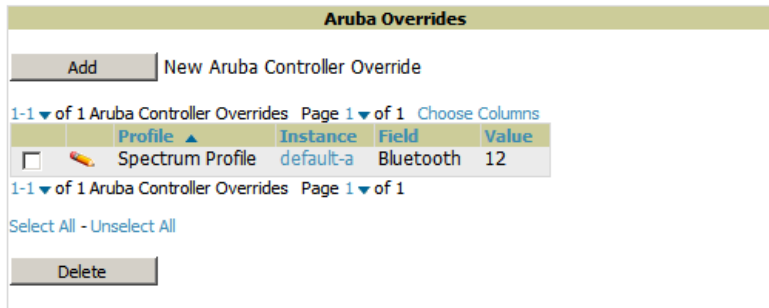 Aruba Overrides
Add New Aruba Controller Override
1-1 of 1 Aruba Controller Overrides Page 1 of 1 Choose Columns
Profile Instance Field Value
Spectrum Profile default-a Bluetooth 12
1-1 of 1 Aruba Controller Overrides Page 1 of 1
Select All - Unselect All
Delete